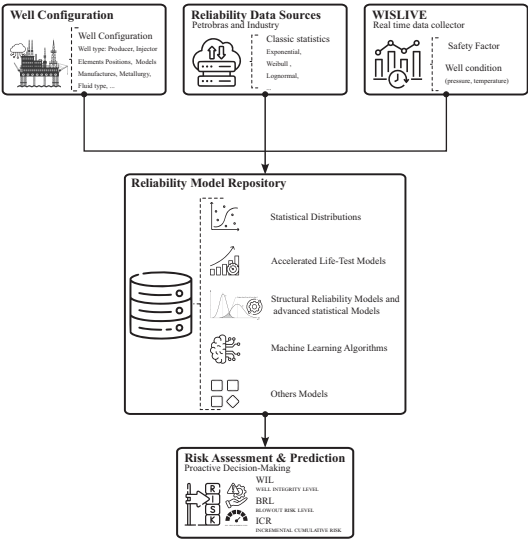 Well Configuration
Well Configuration
Well type: Producer, Injector
Elements Positions, Models
Manufactures, Metallurgy,
Fluid type, ...
Reliability Data Sources
Petrobras and Industry
Classic statistics
Exponential,
Weibull ,
Lognormal,
...
WISLIVE
Real time data collector
Safety Factor
Well condition
(pressure, temperature)
Reliability Model Repository
Statistical Distributions
Accelerated Life-Test Models
Structural Reliability Models and
advanced statistical Models
Machine Learning Algorithms
Others Models
Risk Assessment & Prediction
Proactive Decision-Making
R
I
S
K
WIL
WELL INTEGRITY LEVEL
BRL
BLOWOUT RISK LEVEL
ICR
INCREMENTAL CUMULATIVE RISK